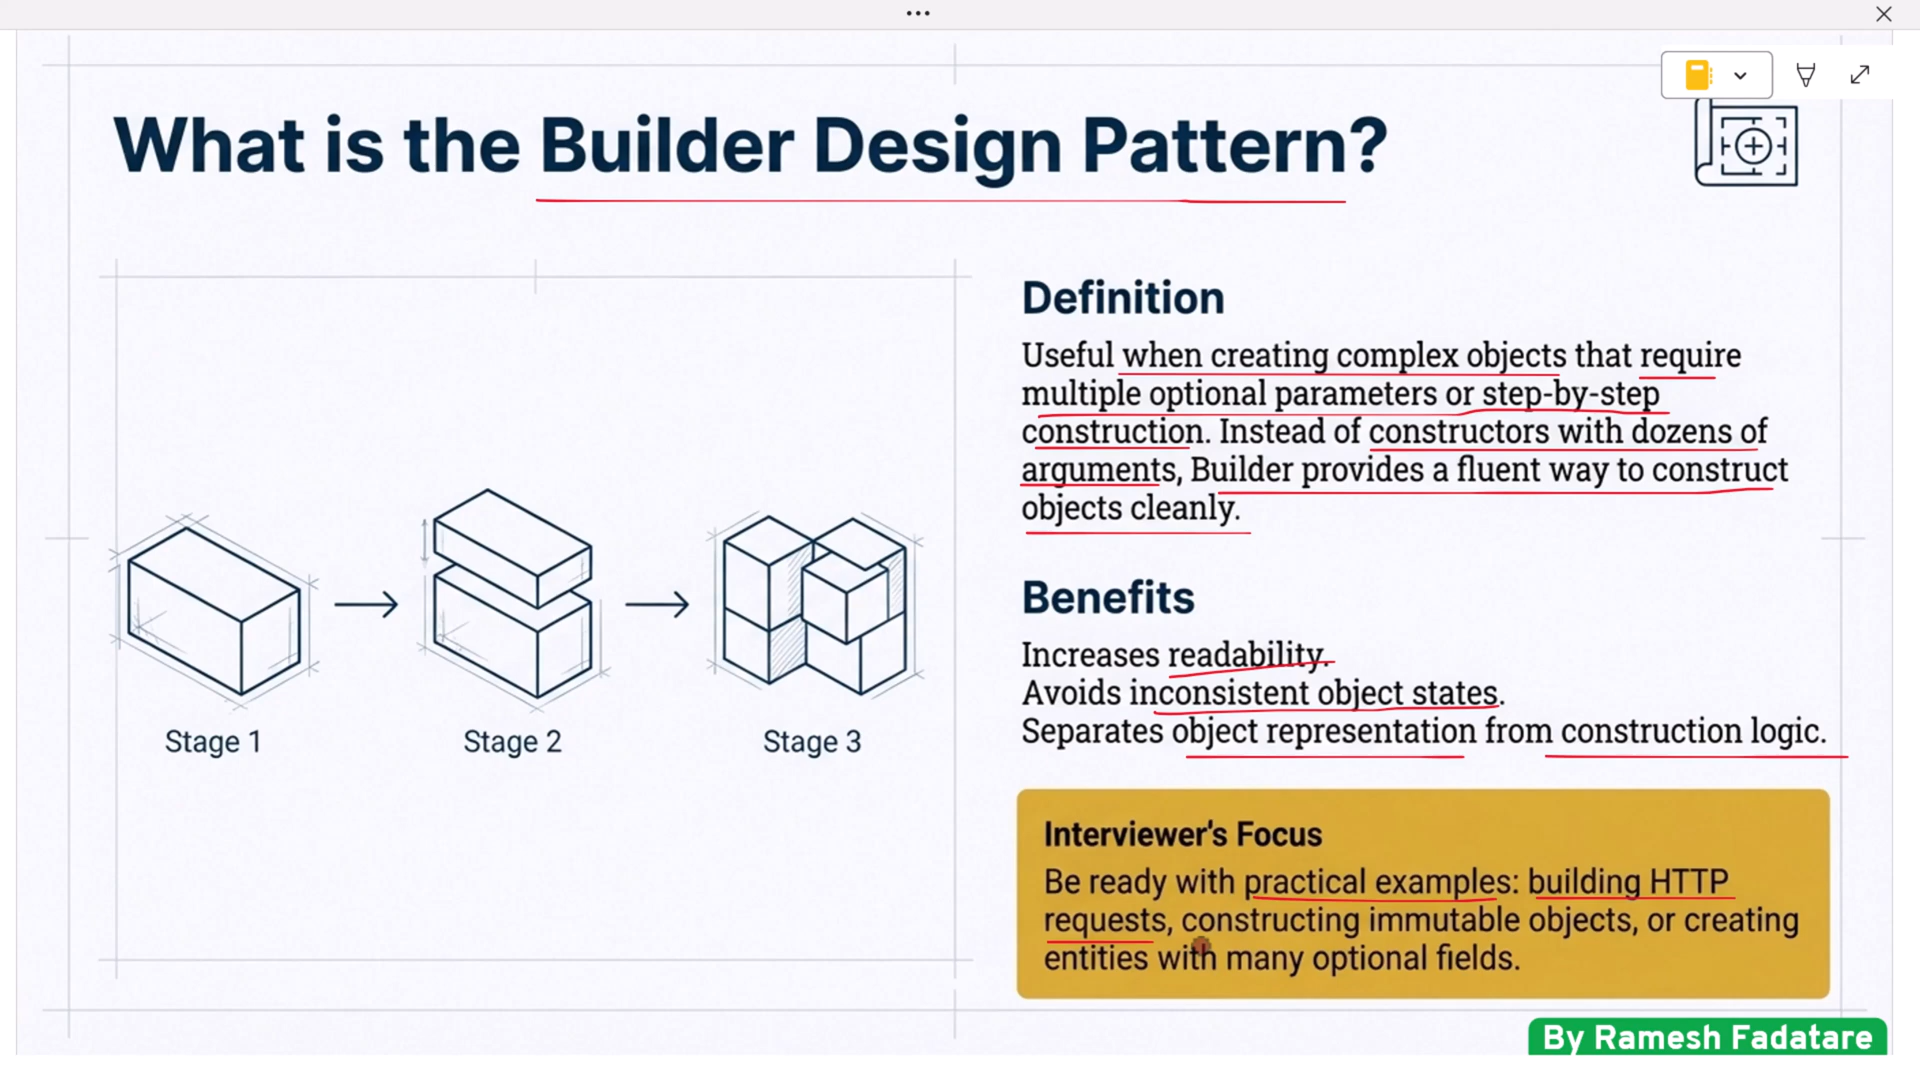 What is the Builder Design Pattern?
Stage 1
Stage 2
Stage 3
Definition
Useful when creating complex objects that require
multiple optional parameters or step-by-step
construction. Instead of constructors with dozens of
arguments, Builder provides a fluent way to construct
objects cleanly.
Benefits
Increases readability.
Avoids inconsistent object states.
Separates object representation from construction logic.
Interviewer's Focus
Be ready with practical examples: building HTTP
requests, constructing immutable objects, or creating
entities with many optional fields.
By Ramesh Fadatare